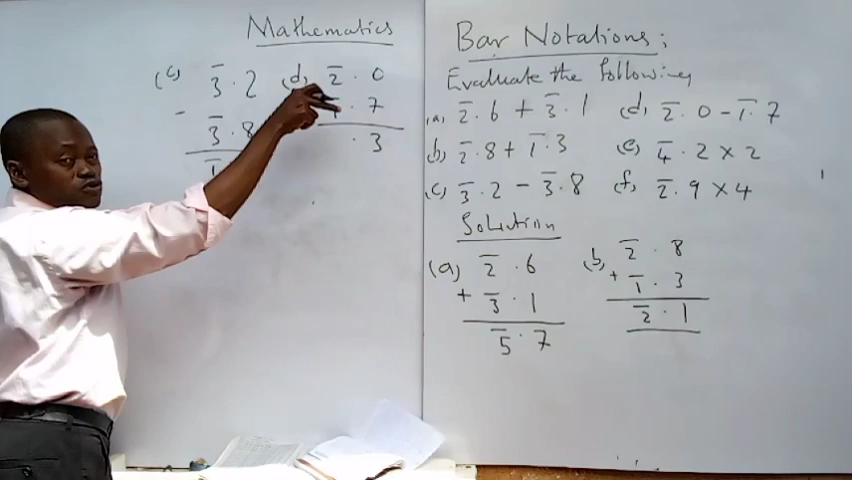 Mathematics
(c) 3̅ . 2
- 3̅ . 8
1̅
(d) 2̅ . 0
. 7
. 3
Bar Notations;
Evaluate the following
(a) 2̅ . 6 + 3̅ . 1
(d) 2̅ . 0 - 1̅ . 7
(b) 2̅ . 8 + 1̅ . 3
(e) 4̅ . 2 x 2
(c) 3̅ . 2 - 3̅ . 8
(f) 2̅ . 9 x 4
Solution
(a) 2̅ . 6
+ 3̅ . 1
5̅ . 7
(b) 2̅ . 8
+ 1̅ . 3
2̅ . 1